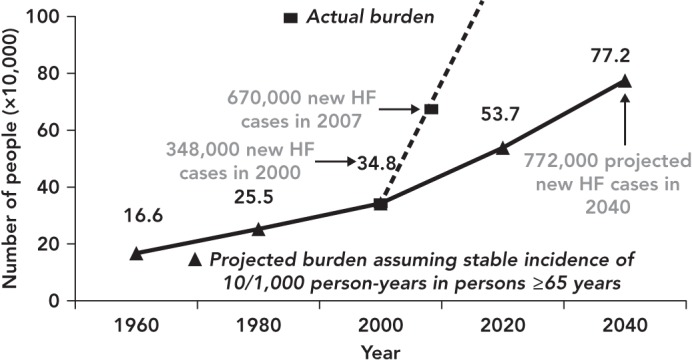 Number of people (×10,000)
100
80
60
40
20
0
Actual burden
670,000 new HF
cases in 2007
348,000 new HF
cases in 2000
16.6
25.5
34.8
53.7
77.2
772,000 projected
new HF cases in
2040
Projected burden assuming stable incidence of
10/1,000 person-years in persons ≥65 years
1960
1980
2000
2020
2040
Year